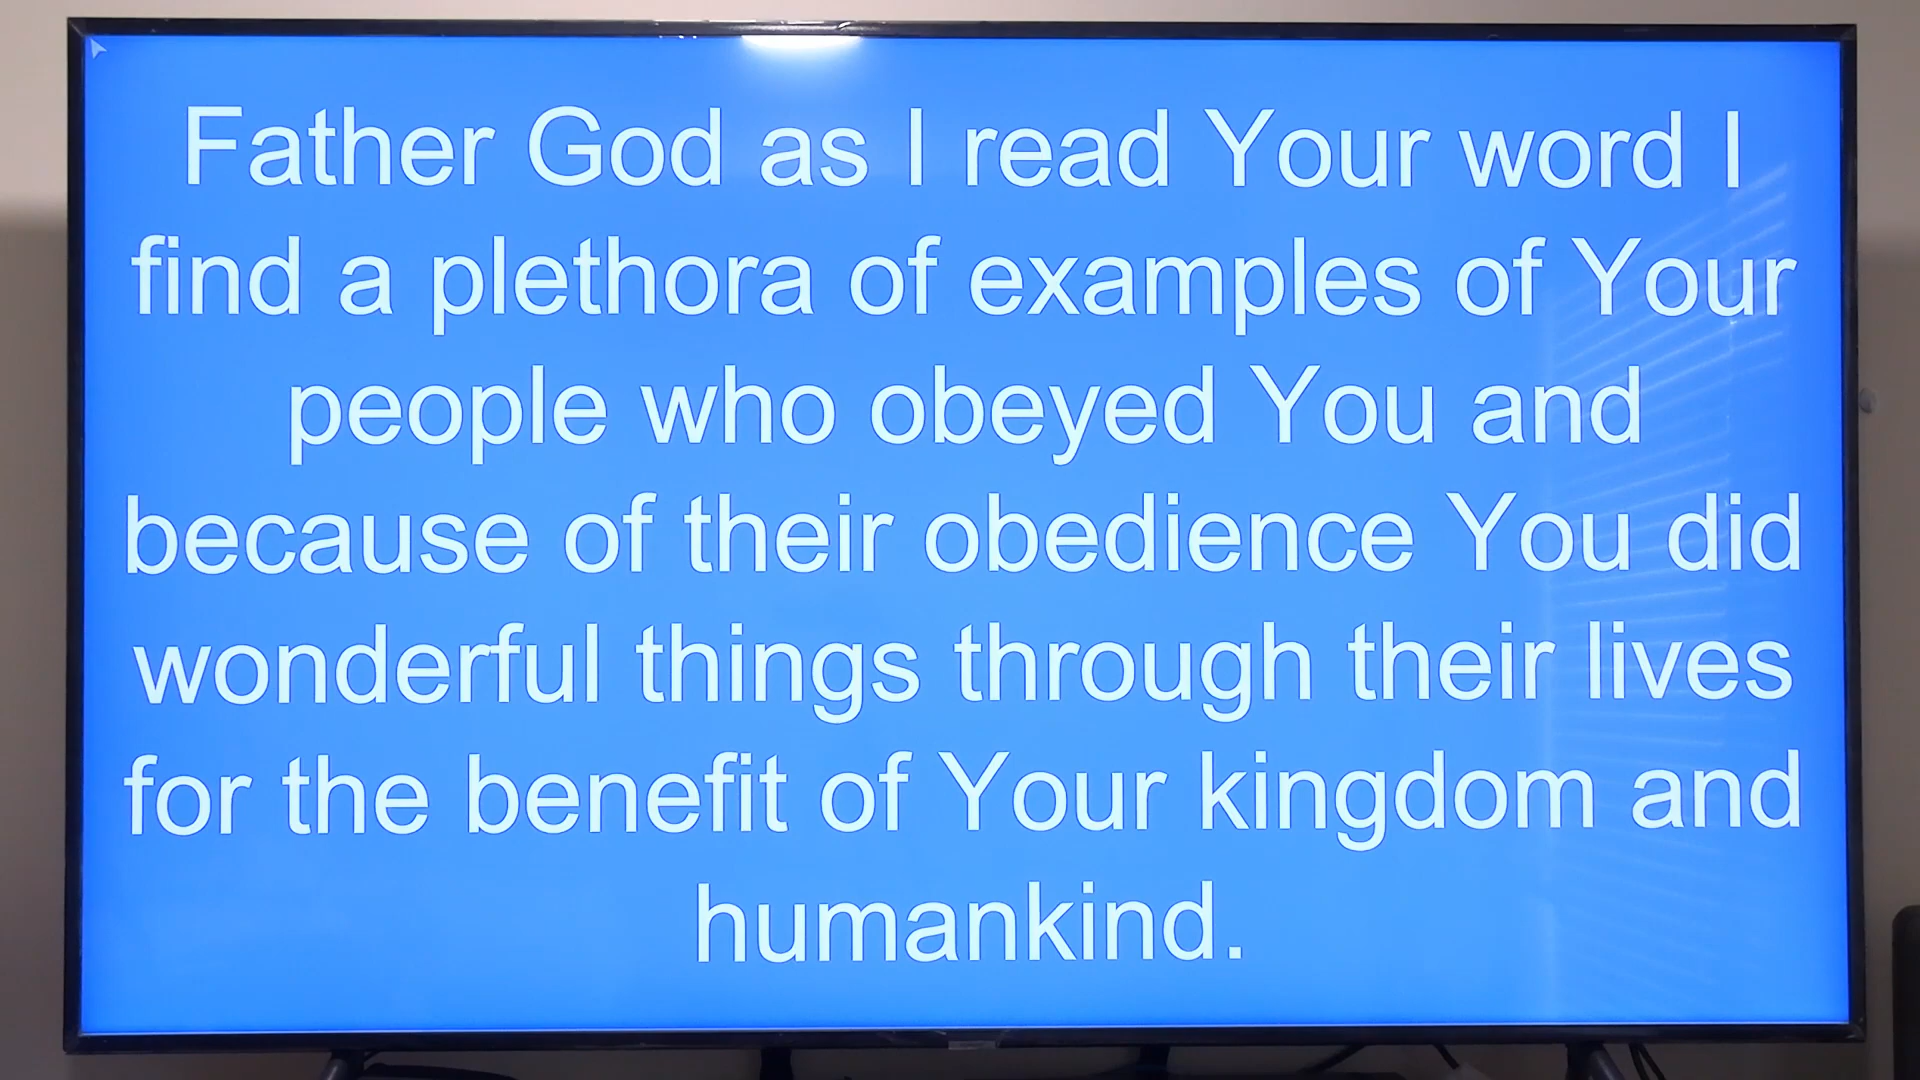 Father God as I read Your word I
find a plethora of examples of Your
people who obeyed You and
because of their obedience You did
wonderful things through their lives
for the benefit of Your kingdom and
humankind.